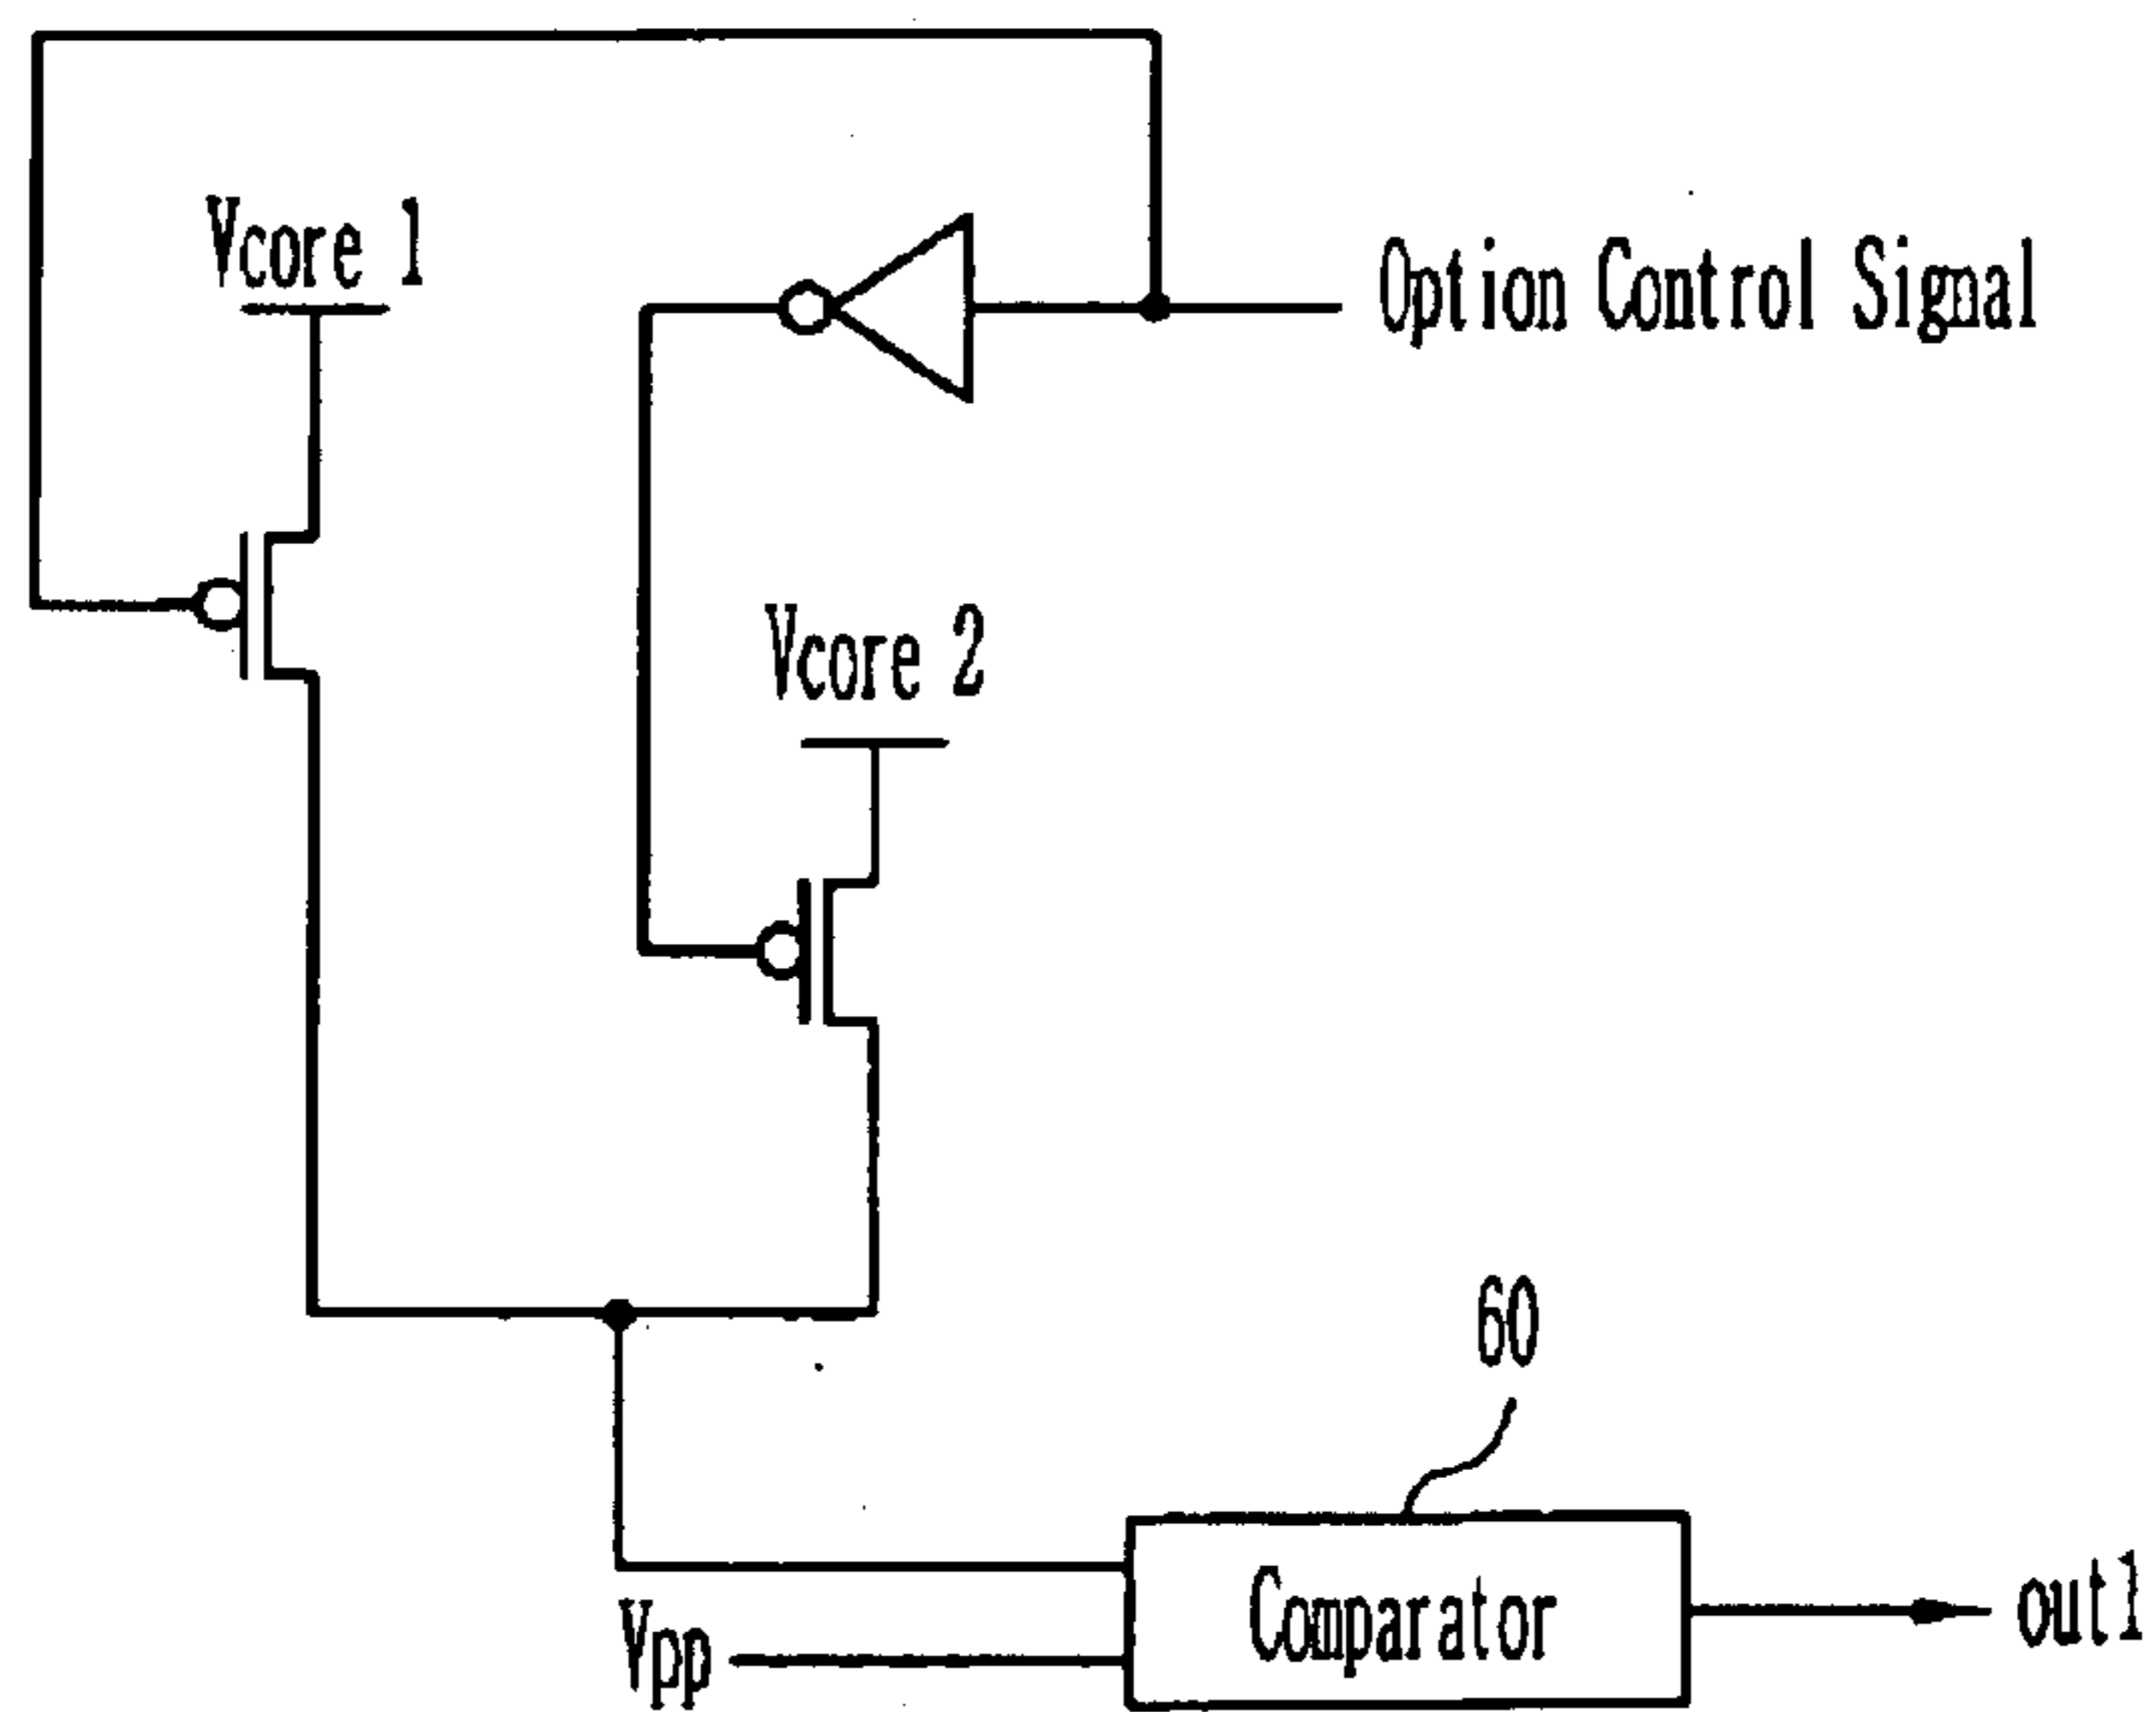 Vcore 1
Option Control Signal
Vcore 2
60
Vpp
Comparator
out1